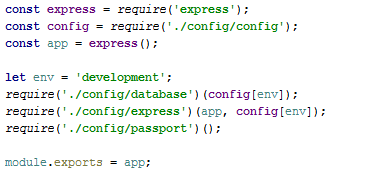 const express = require('express');
const config = require('./config/config');
const app = express();
let env = 'development';
require('./config/database')(config[env]);
require('./config/express')(app, config[env]);
require('./config/passport')();
module.exports = app;